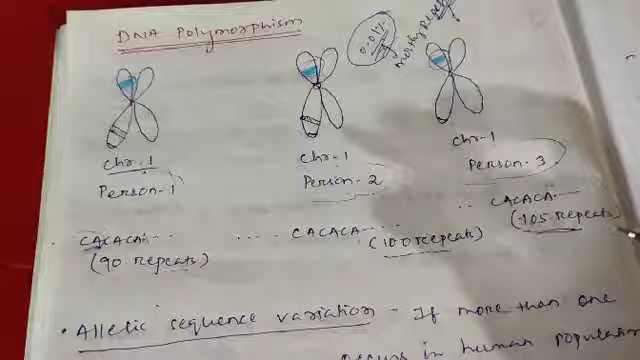 DNA Polymorphism
0.01%
mostly
Chr-1
Person-1
Chr-1
Person-2
Chr-1
Person-3
CACACA....
(90 repeats)
.... CACACA....
(100 repeats)
.. CACACA....
(105 repeats)
• Allelic sequence variation - If more than one
occurs in human population